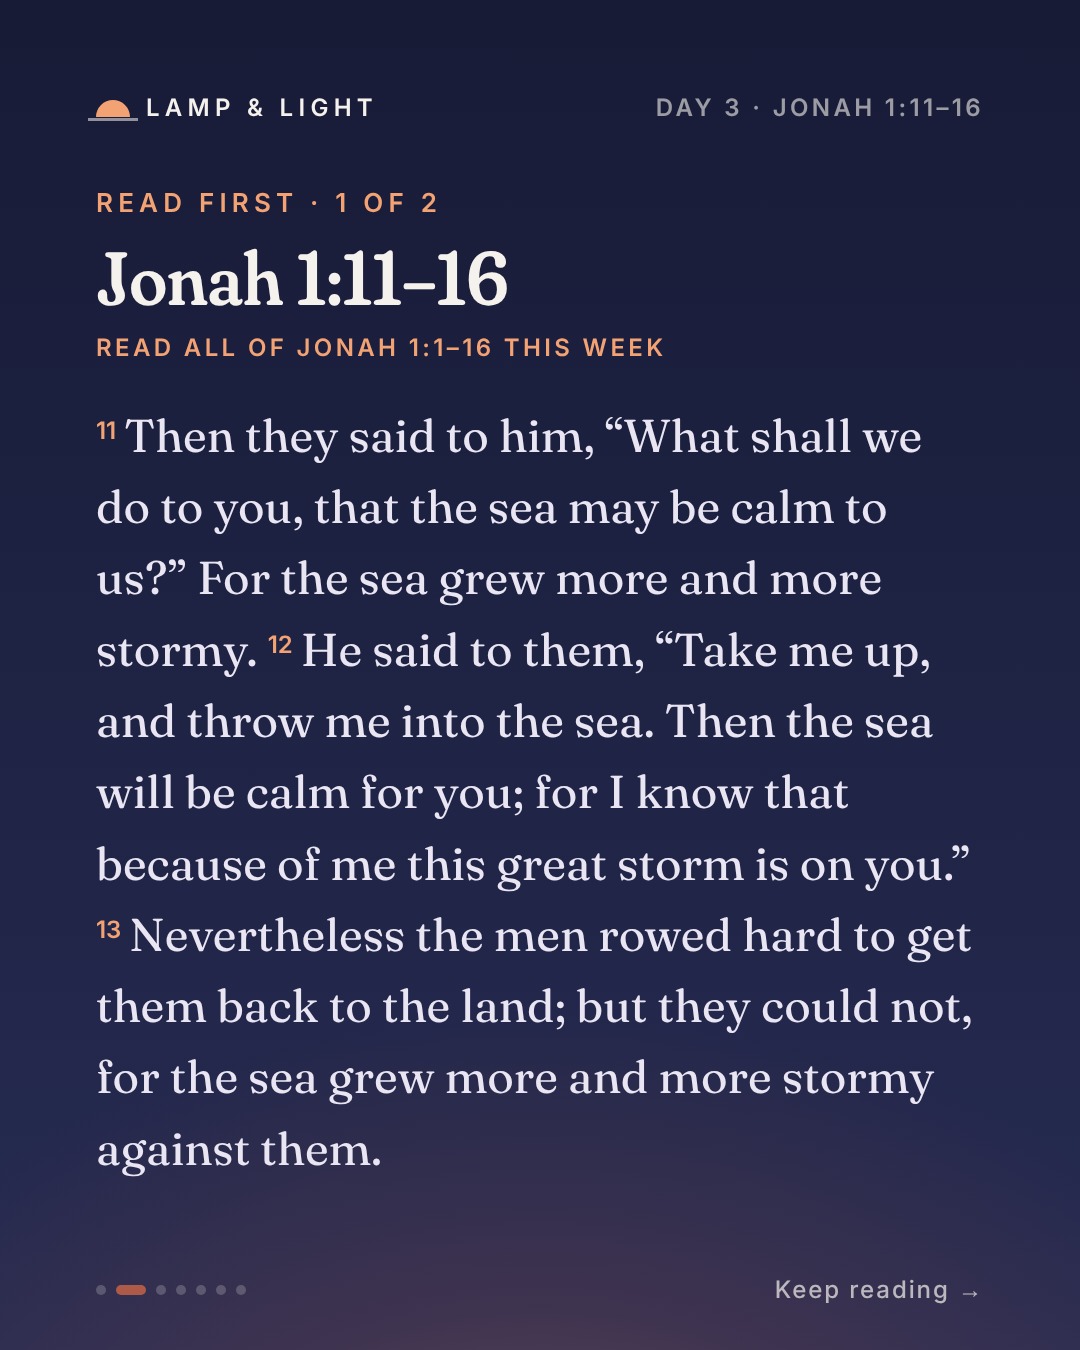 LAMP & LIGHT
DAY 3 · JONAH 1:11–16
READ FIRST · 1 OF 2
Jonah 1:11–16
READ ALL OF JONAH 1:1–16 THIS WEEK
11 Then they said to him, “What shall we
do to you, that the sea may be calm to
us?” For the sea grew more and more
stormy. 12 He said to them, “Take me up,
and throw me into the sea. Then the sea
will be calm for you; for I know that
because of me this great storm is on you.”
13 Nevertheless the men rowed hard to get
them back to the land; but they could not,
for the sea grew more and more stormy
against them.
Keep reading →